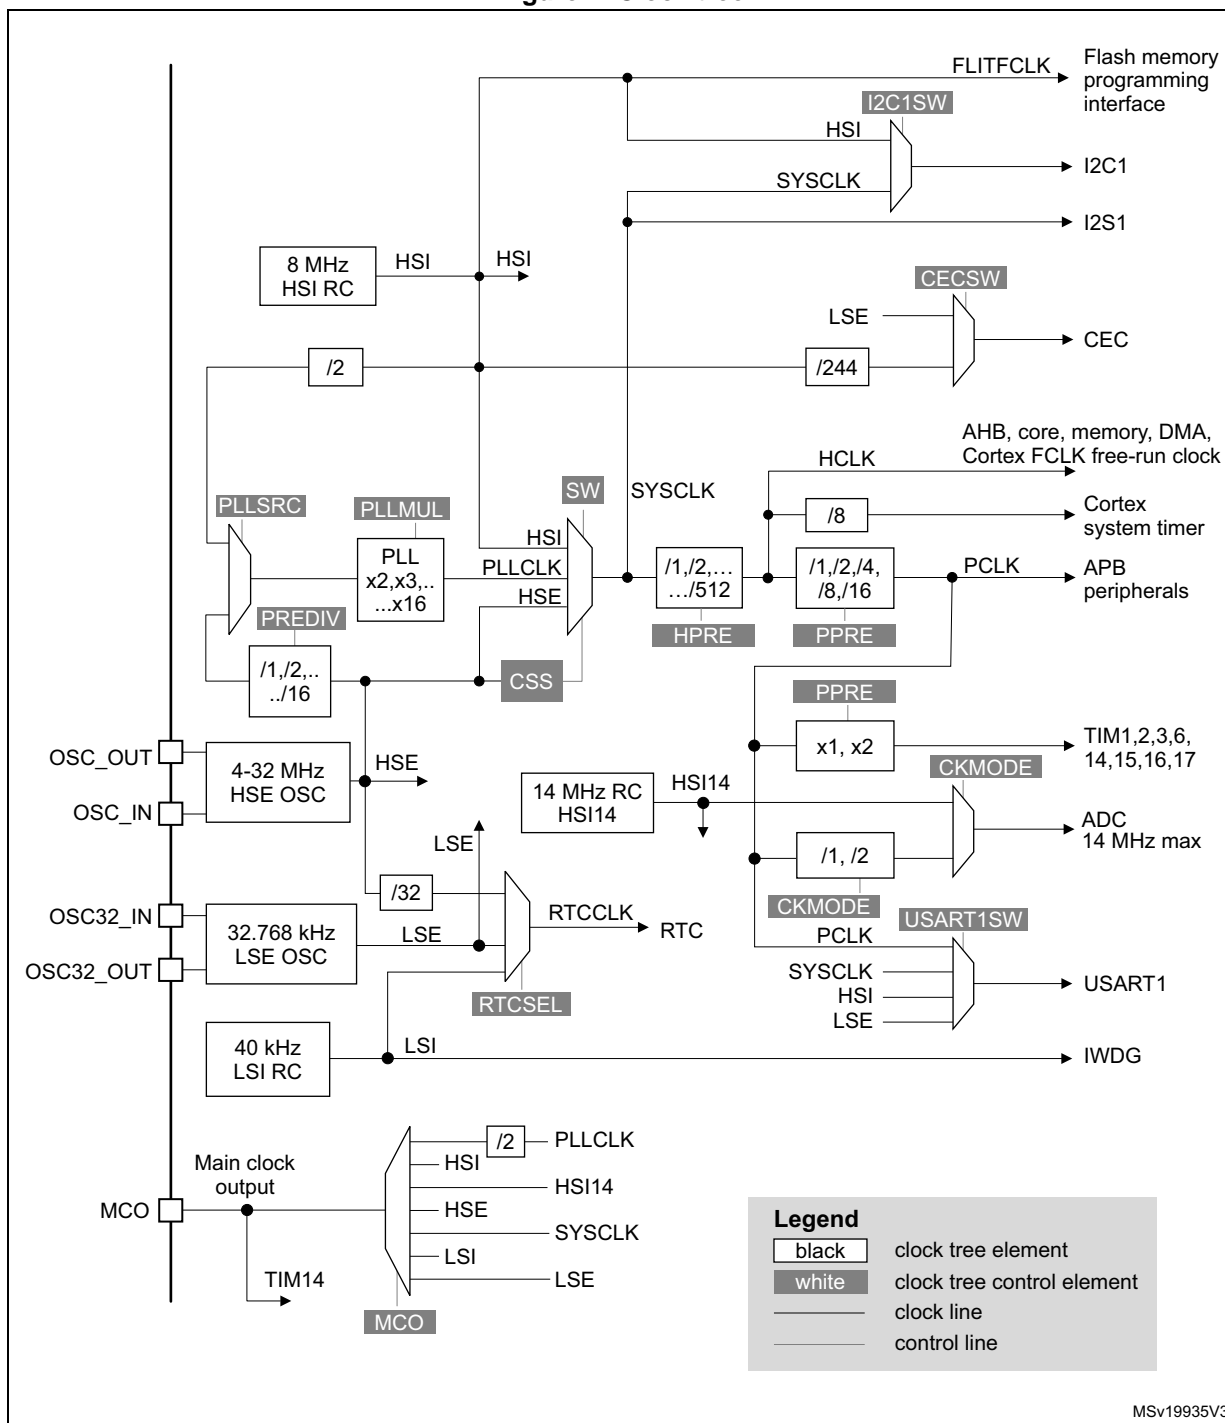 FLITFCLK
Flash memory
programming
interface
I2C1SW
HSI
SYSCLK
I2C1
I2S1
8 MHz
HSI RC
HSI
HSI
CECSW
LSE
CEC
/2
/244
AHB, core, memory, DMA,
Cortex FCLK free-run clock
HCLK
SW
SYSCLK
PLLSRC
PLLMUL
/8
Cortex
system timer
HSI
PLL
x2,x3,..
...x16
PLLCLK
HSE
/1,/2,...
.../512
/1,/2,/4,
/8,/16
PCLK
APB
peripherals
PREDIV
HPRE
PPRE
/1,/2,..
../16
CSS
PPRE
OSC_OUT
OSC_IN
4-32 MHz
HSE OSC
HSE
x1, x2
TIM1,2,3,6,
14,15,16,17
14 MHz RC
HSI14
HSI14
CKMODE
ADC
14 MHz max
LSE
/1, /2
/32
CKMODE
OSC32_IN
OSC32_OUT
32.768 kHz
LSE OSC
LSE
RTCCLK
RTC
USART1SW
PCLK
SYSCLK
HSI
LSE
USART1
RTCSEL
40 kHz
LSI RC
LSI
IWDG
/2
PLLCLK
HSI
HSI14
HSE
SYSCLK
LSI
LSE
Main clock
output
MCO
TIM14
MCO
Legend
black
clock tree element
white
clock tree control element
clock line
control line
MSv19935V3